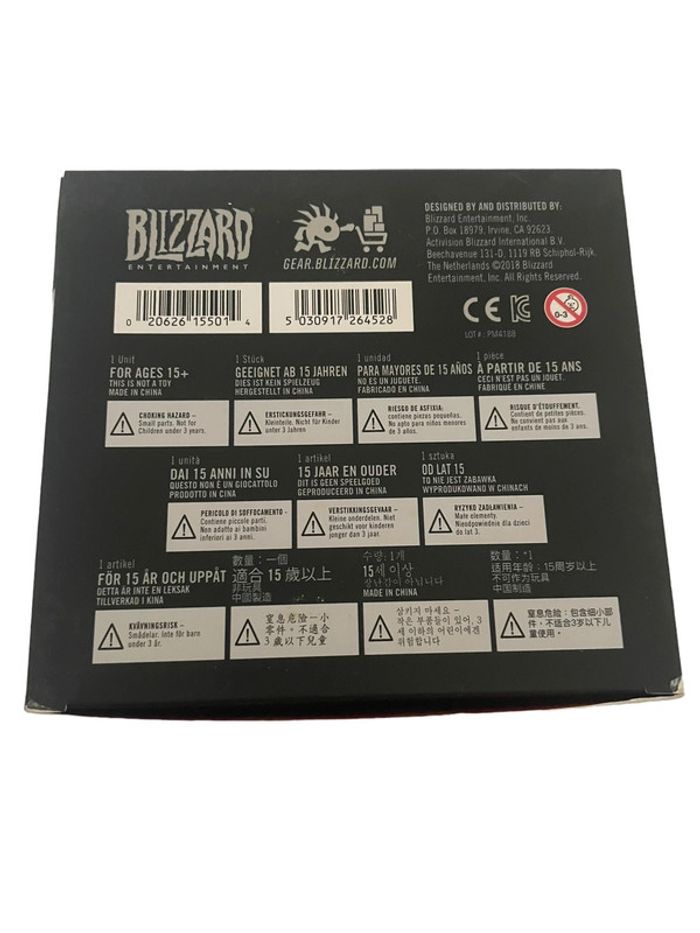 BLIZZARD
ENTERTAINMENT
GEAR.BLIZZARD.COM
DESIGNED BY AND DISTRIBUTED BY:
Blizzard Entertainment, Inc.
P.O. Box 18979, Irvine, CA 92623.
Activision Blizzard International B.V.
Beechavenue 131-D, 1119 RB Schiphol-Rijk.
The Netherlands ©2018 Blizzard
Entertainment, Inc. All Rights Reserved.
0 20626 15501 4
5 030917 264528
CE
0-3
LOT#: PM4188
1 Unit
FOR AGES 15+
THIS IS NOT A TOY
MADE IN CHINA
CHOKING HAZARD –
Small parts. Not for
Children under 3 years.
1 Stück
GEEIGNET AB 15 JAHREN
DIES IST KEIN SPIELZEUG
HERGESTELLT IN CHINA
ERSTICKUNGSGEFAHR –
Kleinteile. Nicht für Kinder
unter 3 Jahren
1 unidad
PARA MAYORES DE 15 AÑOS
NO ES UN JUGUETE.
FABRICADO EN CHINA
RIESGO DE ASFIXIA:
contiene piezas pequeñas.
No apto para niños menores
de 3 años.
1 pièce
À PARTIR DE 15 ANS
CECI N'EST PAS UN JOUET.
FABRIQUÉ EN CHINE
RISQUE D'ÉTOUFFEMENT.
Contient de petites pièces.
Ne convient pas aux
enfants de moins de 3 ans.
1 unità
DAI 15 ANNI IN SU
QUESTO NON È UN GIOCATTOLO
PRODOTTO IN CINA
PERICOLO DI SOFFOCAMENTO -
Contiene piccole parti.
Non adatto ai bambini
inferiori ai 3 anni.
1 artikel
15 JAAR EN OUDER
DIT IS GEEN SPEELGOED
GEPRODUCEERD IN CHINA
VERSTIKKINGSGEVAAR –
Kleine onderdelen. Niet
geschikt voor kinderen
jonger dan 3 jaar.
1 sztuka
OD LAT 15
TO NIE JEST ZABAWKA
WYPRODUKOWANO W CHINACH
RYZYKO ZADŁAWIENIA –
Małe elementy.
Nieodpowiednie dla dzieci
do lat 3.
1 artikel
FÖR 15 ÅR OCH UPPÅT
DETTA ÄR INTE EN LEKSAK
TILLVERKAD I KINA
KVÄVNINGSRISK –
Smådelar. Inte för barn
under 3 år.
數量：一個
適合 15 歲以上
非玩具
中國製造
窒息危險－小
零件。不適合
3 歲以下兒童
수량: 1개
15세 이상
장난감이 아닙니다
MADE IN CHINA
삼키지 마세요 –
작은 부품들이 있어, 3
세 이하의 어린이에겐
위험합니다.
数量：*1
适用年龄：15周岁以上
不可作为玩具
中国制造
窒息危险：包含细小部
件，不适合3岁以下儿
童使用。